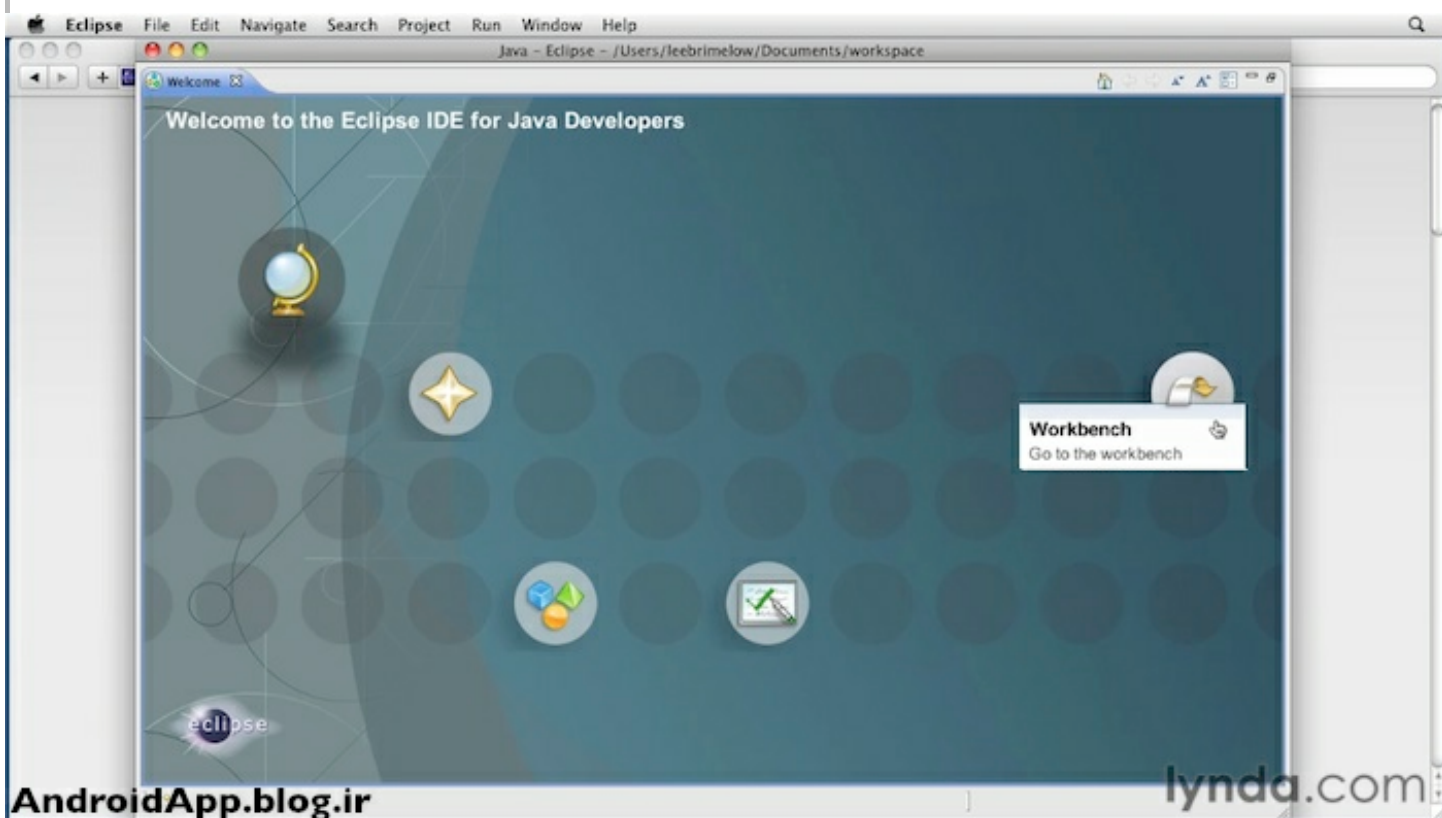 Eclipse File Edit Navigate Search Project Run Window Help
Java – Eclipse – /Users/leebrimelow/Documents/workspace
Welcome
Welcome to the Eclipse IDE for Java Developers
Workbench
Go to the workbench
eclipse
AndroidApp.blog.ir
lynda.com